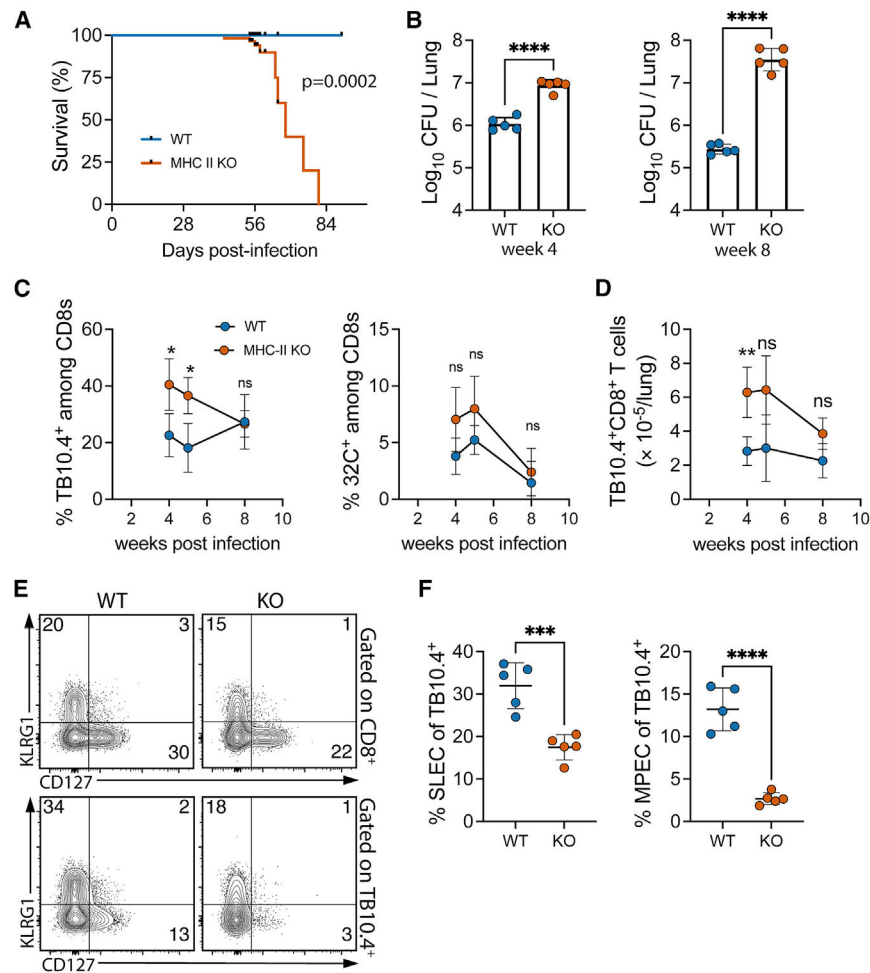 A
Survival (%)
100
75
50
25
0
p=0.0002
WT
MHC II KO
0 28 56 84
Days post-infection
B
Log10 CFU / Lung
8
7
6
5
4
****
WT KO
week 4
Log10 CFU / Lung
8
7
6
5
4
****
WT KO
week 8
C
% TB10.4+ among CD8s
60
40
20
0
WT
MHC-II KO
* * ns
2 4 6 8 10
weeks post infection
% 32C+ among CD8s
15
10
5
0
ns ns ns
2 4 6 8 10
weeks post infection
D
TB10.4+CD8+ T cells
(× 10-5/lung)
10
8
6
4
2
0
** ns ns
2 4 6 8 10
weeks post infection
E
WT KO
20 3
30
15 1
22
KLRG1
CD127
Gated on CD8+
34 2
13
18 1
3
KLRG1
CD127
Gated on TB10.4+
F
% SLEC of TB10.4+
40
30
20
10
0
***
WT KO
% MPEC of TB10.4+
20
15
10
5
0
****
WT KO